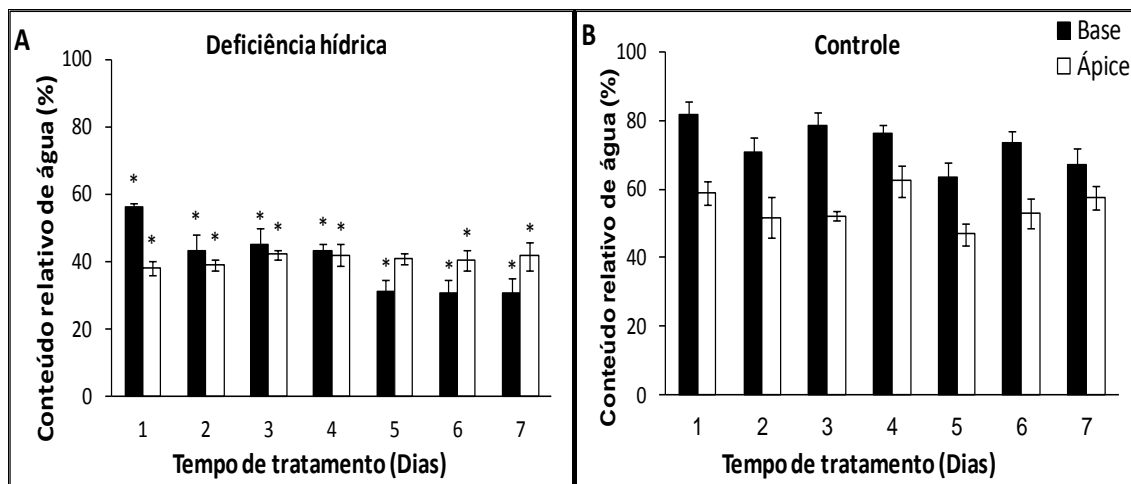 A
Deficiência hídrica
Conteúdo relativo de água (%)
100
80
60
40
20
0
* * * * * * * * * * * * *
1 2 3 4 5 6 7
Tempo de tratamento (Dias)
B
Controle
Base
Ápice
Conteúdo relativo de água (%)
100
80
60
40
20
0
1 2 3 4 5 6 7
Tempo de tratamento (Dias)